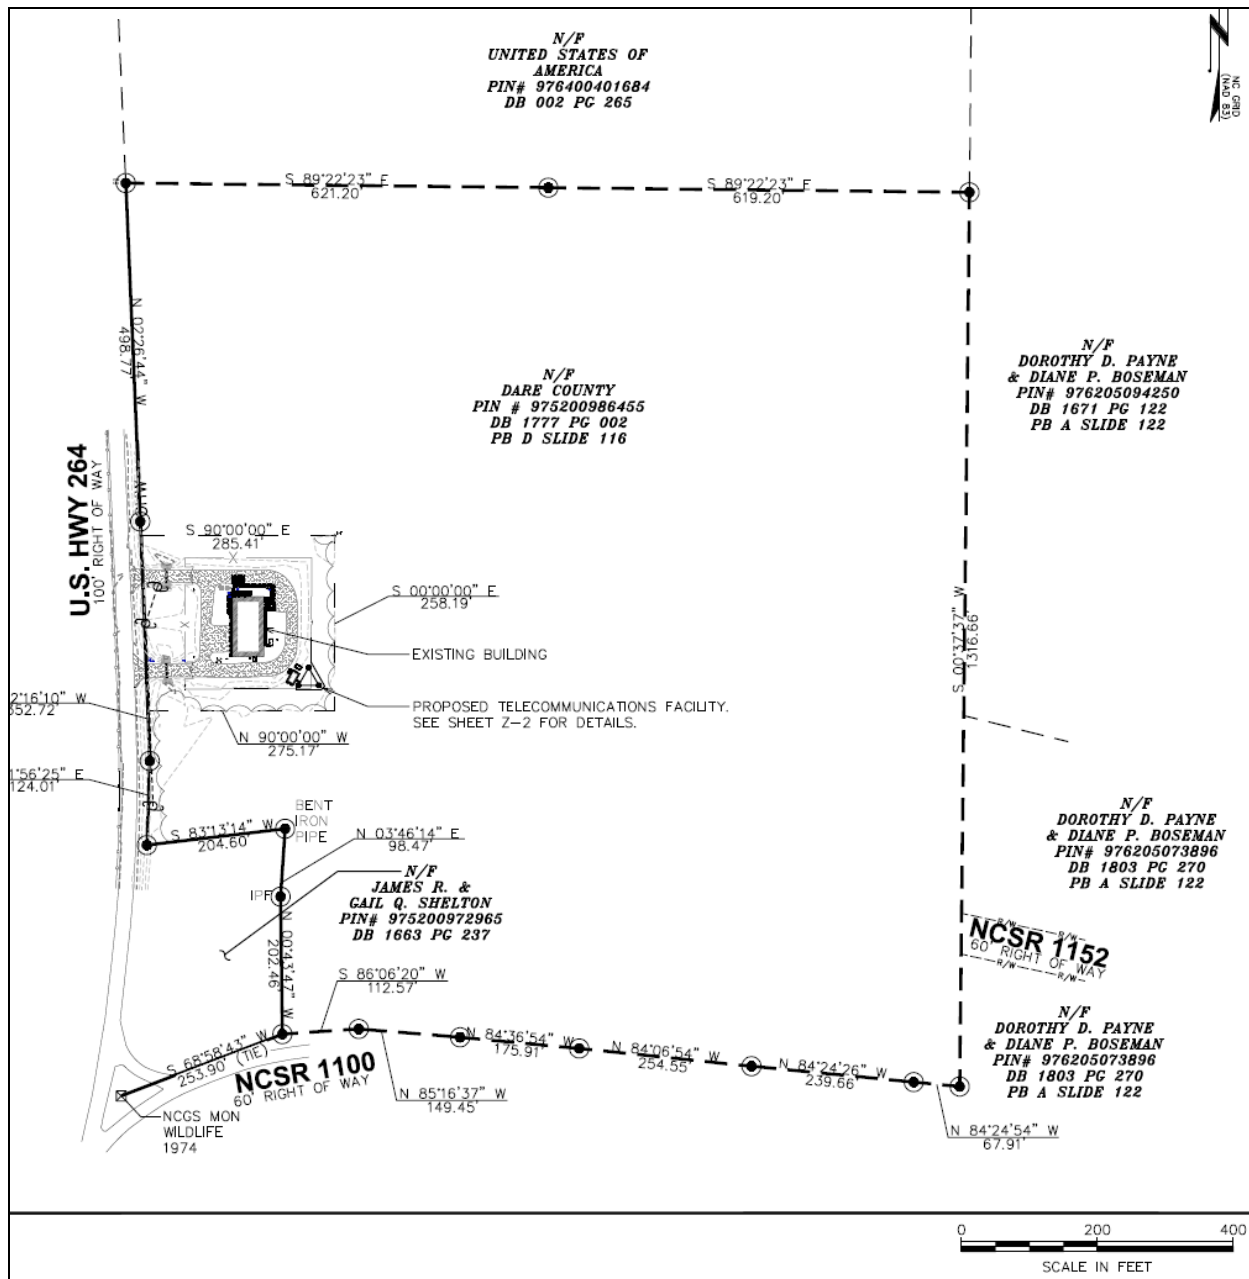 N/F
UNITED STATES OF
AMERICA
PIN# 976400401684
DB 002 PG 265
NC GRID
(NAD 83)
S 89°22'23" E
621.20'
S 89°22'23" E
619.20'
N 02°26'44" W
498.77'
N/F
DARE COUNTY
PIN # 975200986455
DB 1777 PG 002
PB D SLIDE 116
N/F
DOROTHY D. PAYNE
& DIANE P. BOSEMAN
PIN# 976205094250
DB 1671 PG 122
PB A SLIDE 122
U.S. HWY 264
100' RIGHT OF WAY
S 90°00'00" E
285.41'
S 00°00'00" E
258.19'
EXISTING BUILDING
S 00°37'37" W
1316.66'
PROPOSED TELECOMMUNICATIONS FACILITY.
SEE SHEET Z-2 FOR DETAILS.
2°16'10" W
352.72
N 90°00'00" W
275.17'
1°56'25" E
124.01'
S 83°13'14" W
204.60'
BENT
IRON
PIPE
N 03°46'14" E
98.47'
IPF
N 00°43'47" W
202.46'
N/F
JAMES R. &
GAIL Q. SHELTON
PIN# 975200972965
DB 1663 PG 237
N/F
DOROTHY D. PAYNE
& DIANE P. BOSEMAN
PIN# 976205073896
DB 1803 PG 270
PB A SLIDE 122
R/W
R/W
NCSR 1152
60' RIGHT OF WAY
R/W
R/W
S 86°06'20" W
112.57'
S 68°58'43" W
253.90' (TIE)
NCSR 1100
60' RIGHT OF WAY
N 84°36'54" W
175.91'
N 84°06'54" W
254.55'
N 84°24'26" W
239.66'
N 85°16'37" W
149.45'
N/F
DOROTHY D. PAYNE
& DIANE P. BOSEMAN
PIN# 976205073896
DB 1803 PG 270
PB A SLIDE 122
N 84°24'54" W
67.91'
NCGS MON
WILDLIFE
1974
0 200 400
SCALE IN FEET